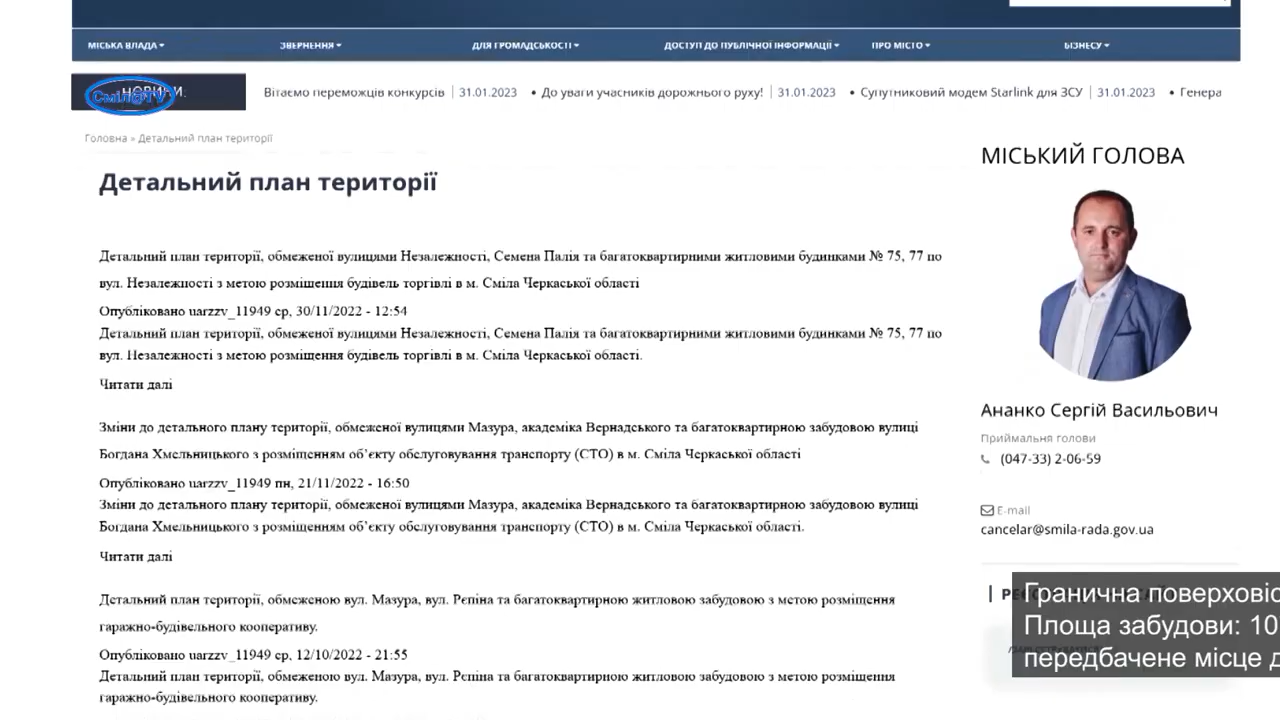 МІСЬКА ВЛАДА
ЗВЕРНЕННЯ
ДЛЯ ГРОМАДСЬКОСТІ
ДОСТУП ДО ПУБЛІЧНОЇ ІНФОРМАЦІЇ
ПРО МІСТО
БІЗНЕСУ
НОВИНИ:
Вітаємо переможців конкурсів | 31.01.2023 • До уваги учасників дорожнього руху! | 31.01.2023 • Супутниковий модем Starlink для ЗСУ | 31.01.2023 • Генера
Головна » Детальний план території
Детальний план території
Детальний план території, обмеженої вулицями Незалежності, Семена Палія та багатоквартирними житловими будинками № 75, 77 по
вул. Незалежності з метою розміщення будівель торгівлі в м. Сміла Черкаської області
Опубліковано uarzzv_11949 ср, 30/11/2022 - 12:54
Детальний план території, обмеженої вулицями Незалежності, Семена Палія та багатоквартирними житловими будинками № 75, 77 по
вул. Незалежності з метою розміщення будівель торгівлі в м. Сміла Черкаської області.
Читати далі
Зміни до детального плану території, обмеженої вулицями Мазура, академіка Вернадського та багатоквартирною забудовою вулиці
Богдана Хмельницького з розміщенням об’єкту обслуговування транспорту (СТО) в м. Сміла Черкаської області
Опубліковано uarzzv_11949 пн, 21/11/2022 - 16:50
Зміни до детального плану території, обмеженої вулицями Мазура, академіка Вернадського та багатоквартирною забудовою вулиці
Богдана Хмельницького з розміщенням об’єкту обслуговування транспорту (СТО) в м. Сміла Черкаської області.
Читати далі
Детальний план території, обмеженою вул. Мазура, вул. Рєпіна та багатоквартирною житловою забудовою з метою розміщення
гаражно-будівельного кооперативу.
Опубліковано uarzzv_11949 ср, 12/10/2022 - 21:55
Детальний план території, обмеженою вул. Мазура, вул. Рєпіна та багатоквартирною житловою забудовою з метою розміщення
гаражно-будівельного кооперативу.
МІСЬКИЙ ГОЛОВА
Ананко Сергій Васильович
Приймальня голови
(047-33) 2-06-59
E-mail
cancelar@smila-rada.gov.ua
Гранична поверховіс
Площа забудови: 10
передбачене місце д